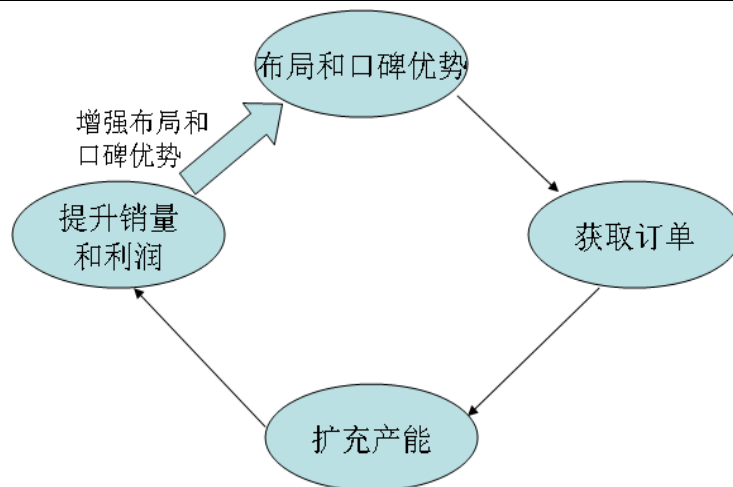 布局和口碑优势
增强布局和
口碑优势
提升销量
和利润
获取订单
扩充产能